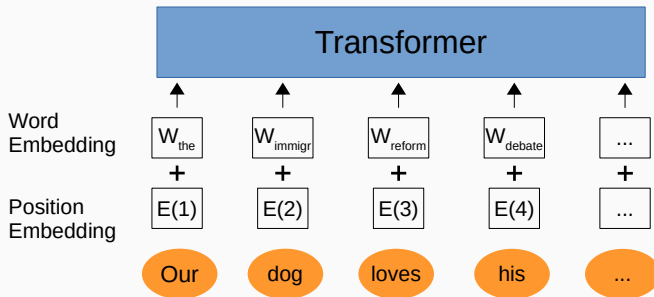 Transformer
Word
Embedding
W_the W_immigr W_reform W_debate ...
+ + + + +
Position
Embedding
E(1) E(2) E(3) E(4) ...
Our dog loves his ...